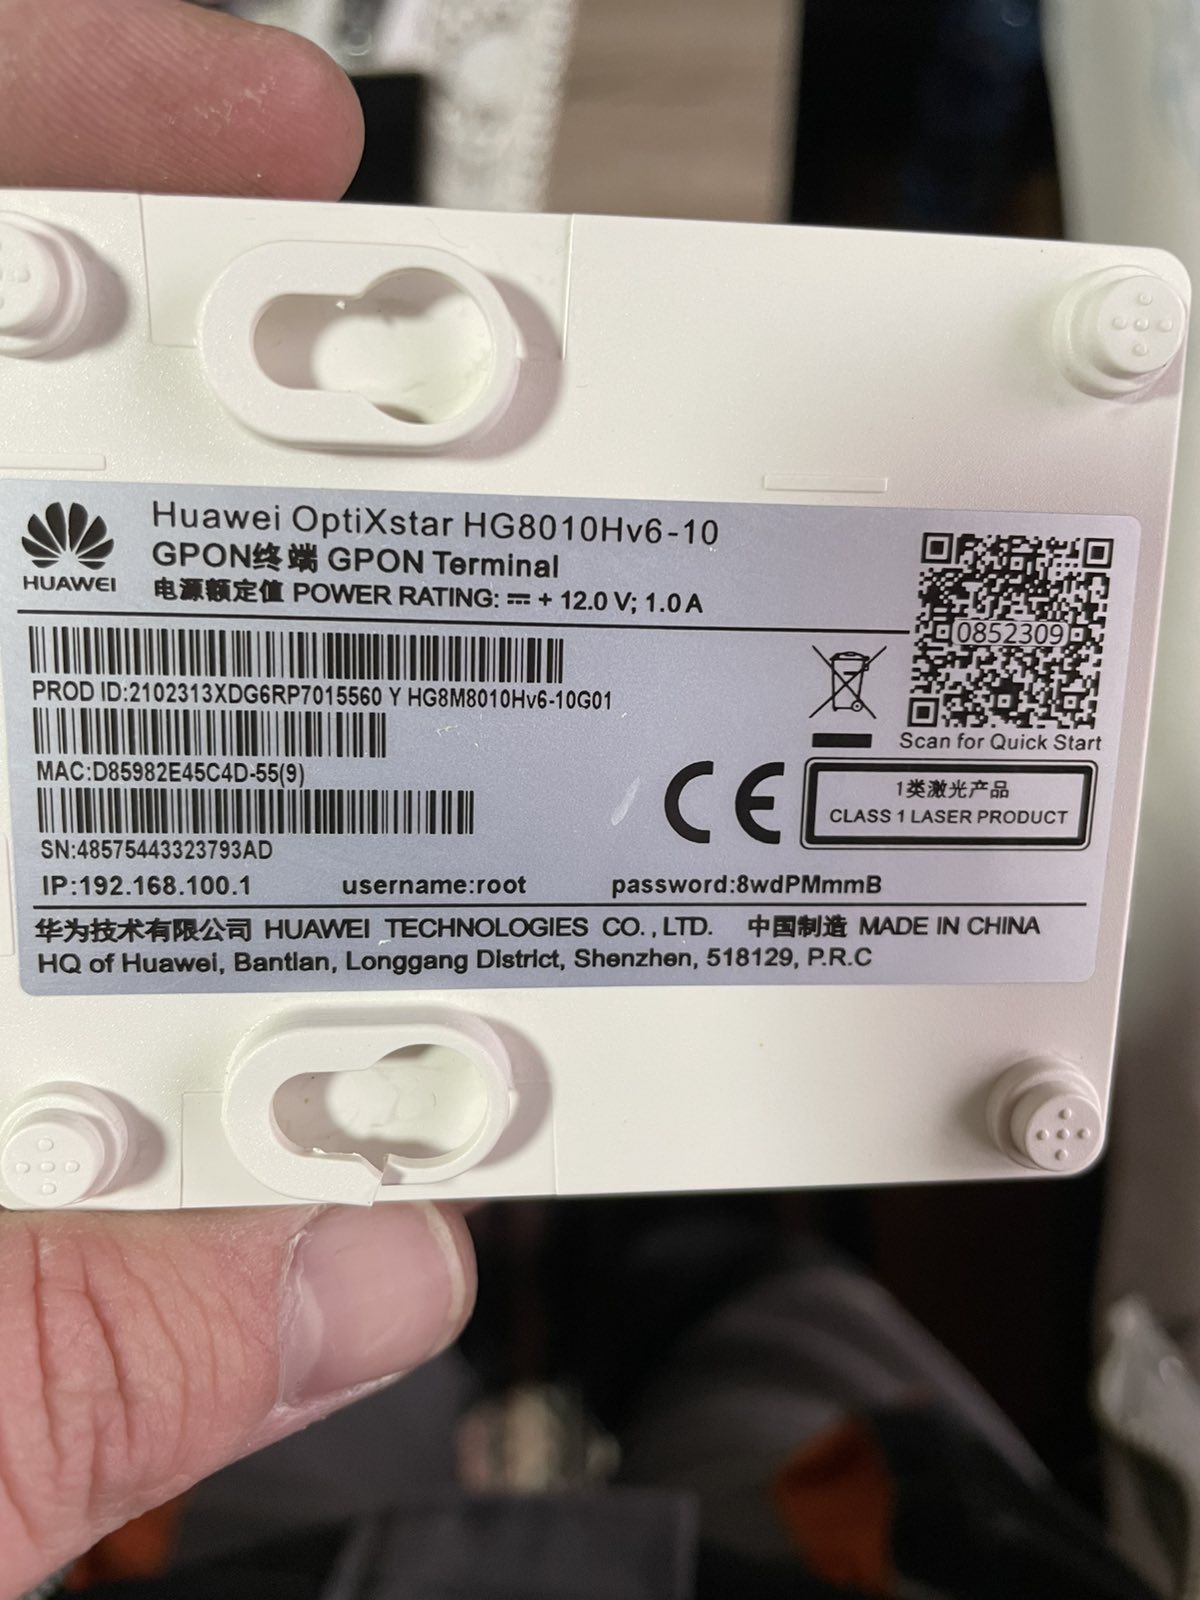 HUAWEI
Huawei OptiXstar HG8010Hv6-10
GPON终端 GPON Terminal
电源额定值 POWER RATING: ⎓ + 12.0 V; 1.0 A
0852309
Scan for Quick Start
PROD ID:2102313XDG6RP7015560 Y HG8M8010Hv6-10G01
MAC:D85982E45C4D-55(9)
CE
1类激光产品
CLASS 1 LASER PRODUCT
SN:48575443323793AD
IP:192.168.100.1 username:root password:8wdPMmmB
华为技术有限公司 HUAWEI TECHNOLOGIES CO., LTD. 中国制造 MADE IN CHINA
HQ of Huawei, Bantian, Longgang District, Shenzhen, 518129, P.R.C